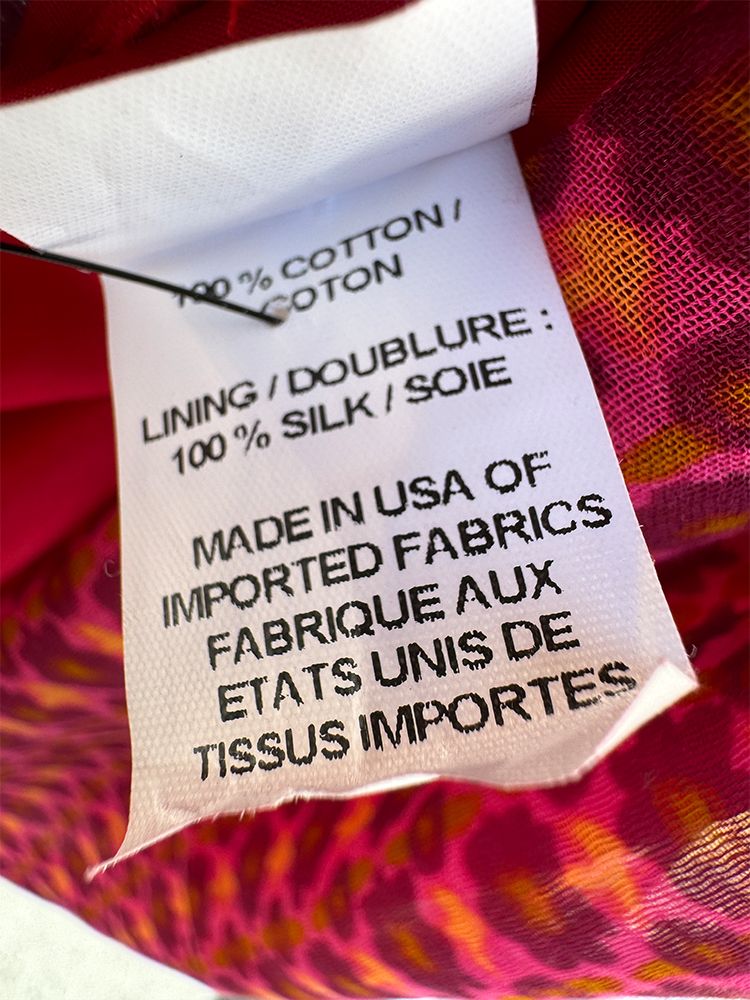 100 % COTTON /
COTON
LINING / DOUBLURE :
100 % SILK / SOIE
MADE IN USA OF
IMPORTED FABRICS
FABRIQUE AUX
ETATS UNIS DE
TISSUS IMPORTES